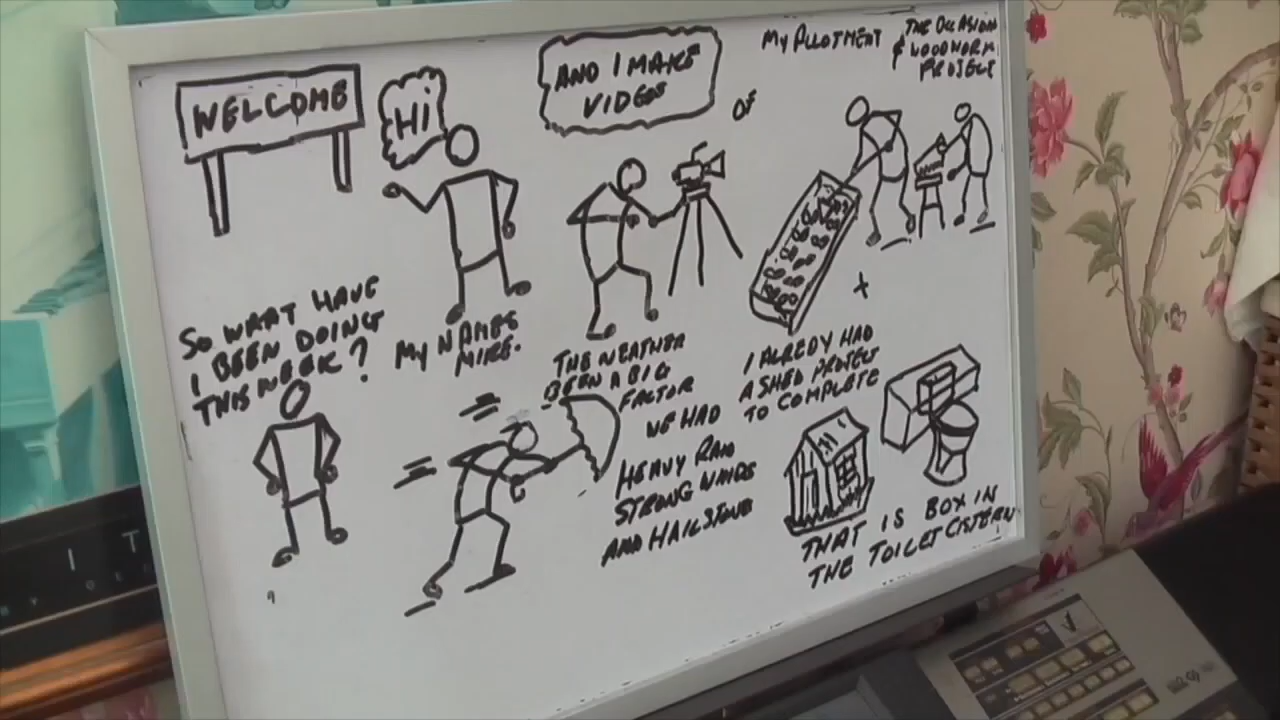 WELCOME
Hi
MY NAMES
MIKE.
AND I MAKE
VIDEOS
OF
MY ALLOTMENT
THE OCCASION
& WOODWORK
PROJECT
+
SO WHAT HAVE
I BEEN DOING
THIS WEEK?
THE WEATHER
BEEN A BIG
FACTOR
WE HAD
HEAVY RAIN
STRONG WINDS
AND HAILSTONE
I ALREDY HAD
A SHED PROJECT
TO COMPLETE
THAT IS BOX IN
THE TOILET CISTERN